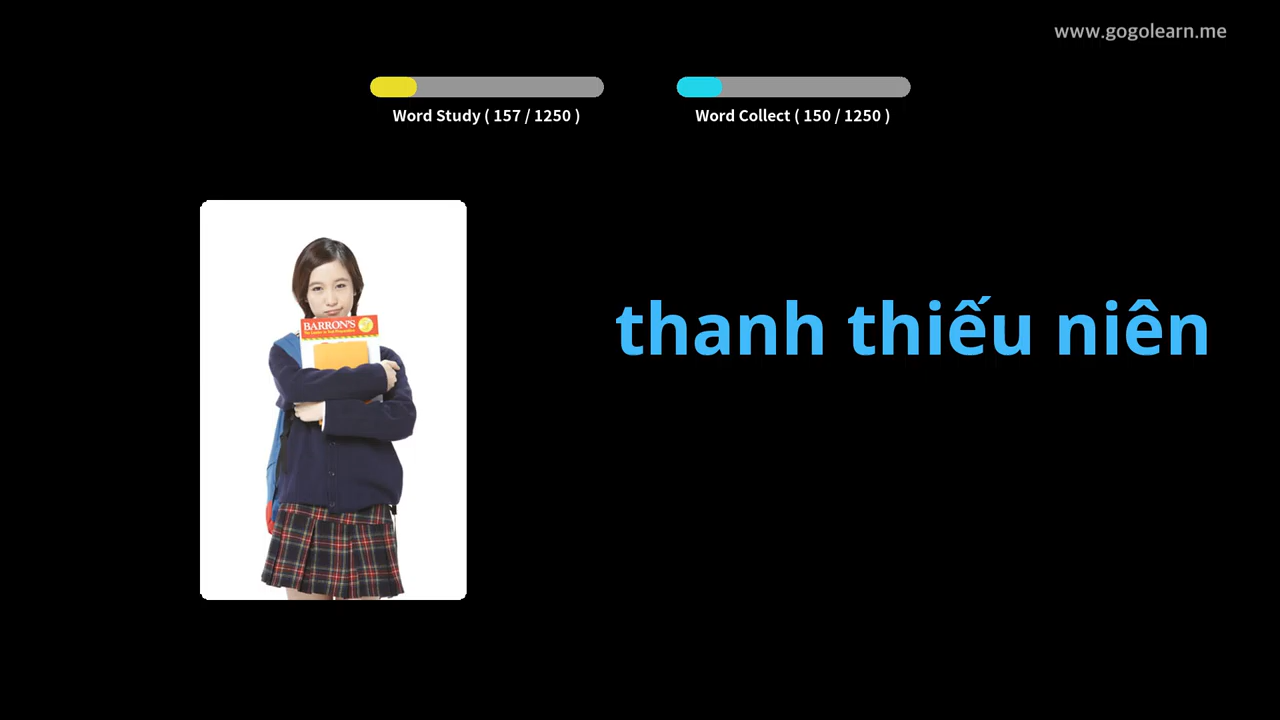 www.gogolearn.me
Word Study ( 157 / 1250 )
Word Collect ( 150 / 1250 )
BARRON'S
thanh thiếu niên